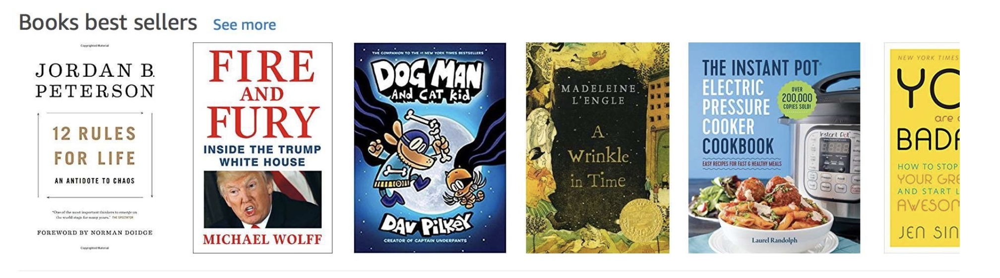 Books best sellers See more
Copyrighted Material
JORDAN B.
PETERSON
12 RULES
FOR LIFE
AN ANTIDOTE TO CHAOS
"One of the most important thinkers to emerge on
the world stage for many years." THE SPECTATOR
FOREWORD BY NORMAN DOIDGE
Copyrighted Material
FIRE
AND
FURY
INSIDE THE TRUMP
WHITE HOUSE
MICHAEL WOLFF
THE COMPANION TO THE #1 NEW YORK TIMES BESTSELLERS
DOG MAN
AND CAT KID
DAV PILKEY
CREATOR OF CAPTAIN UNDERPANTS
MADELEINE
L'ENGLE
A
Wrinkle
in Time
THE INSTANT POT®
ELECTRIC
PRESSURE
COOKER
COOKBOOK
EASY RECIPES FOR FAST & HEALTHY MEALS
OVER
200,000
COPIES SOLD!
Instant Pot
Laurel Randolph
NEW YORK TIMES
YO
are a
BADA
HOW TO STOP
YOUR GRE
AND START L
AWESOM
JEN SIN